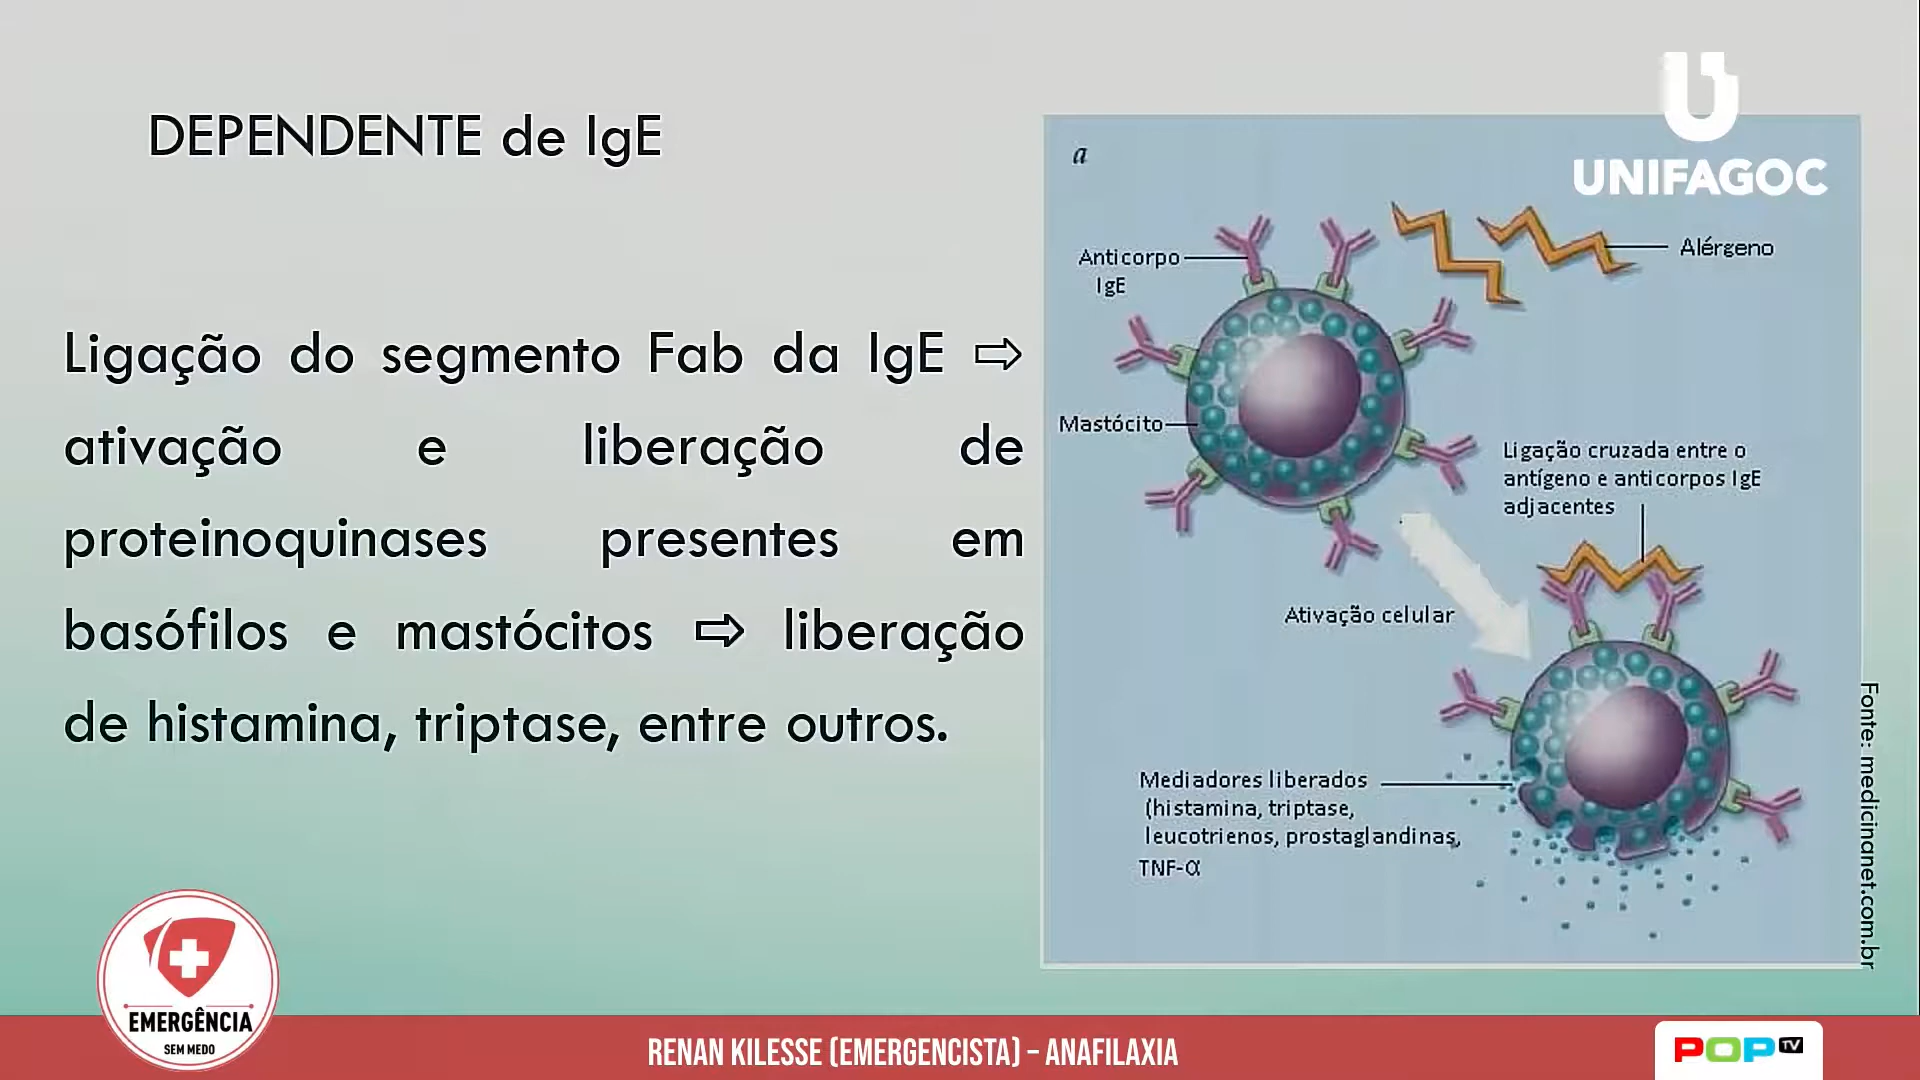 DEPENDENTE de IgE
Ligação do segmento Fab da IgE ⇨
ativação e liberação de
proteinoquinases presentes em
basófilos e mastócitos ⇨ liberação
de histamina, triptase, entre outros.
a
UNIFAGOC
Anticorpo
IgE
Alérgeno
Mastócito
Ligação cruzada entre o
antígeno e anticorpos IgE
adjacentes
Ativação celular
Mediadores liberados
(histamina, triptase,
leucotrienos, prostaglandinas,
TNF-α
Fonte: medicinanet.com.br
EMERGÊNCIA
SEM MEDO
RENAN KILESSE (EMERGENCISTA) – ANAFILAXIA
POP TV